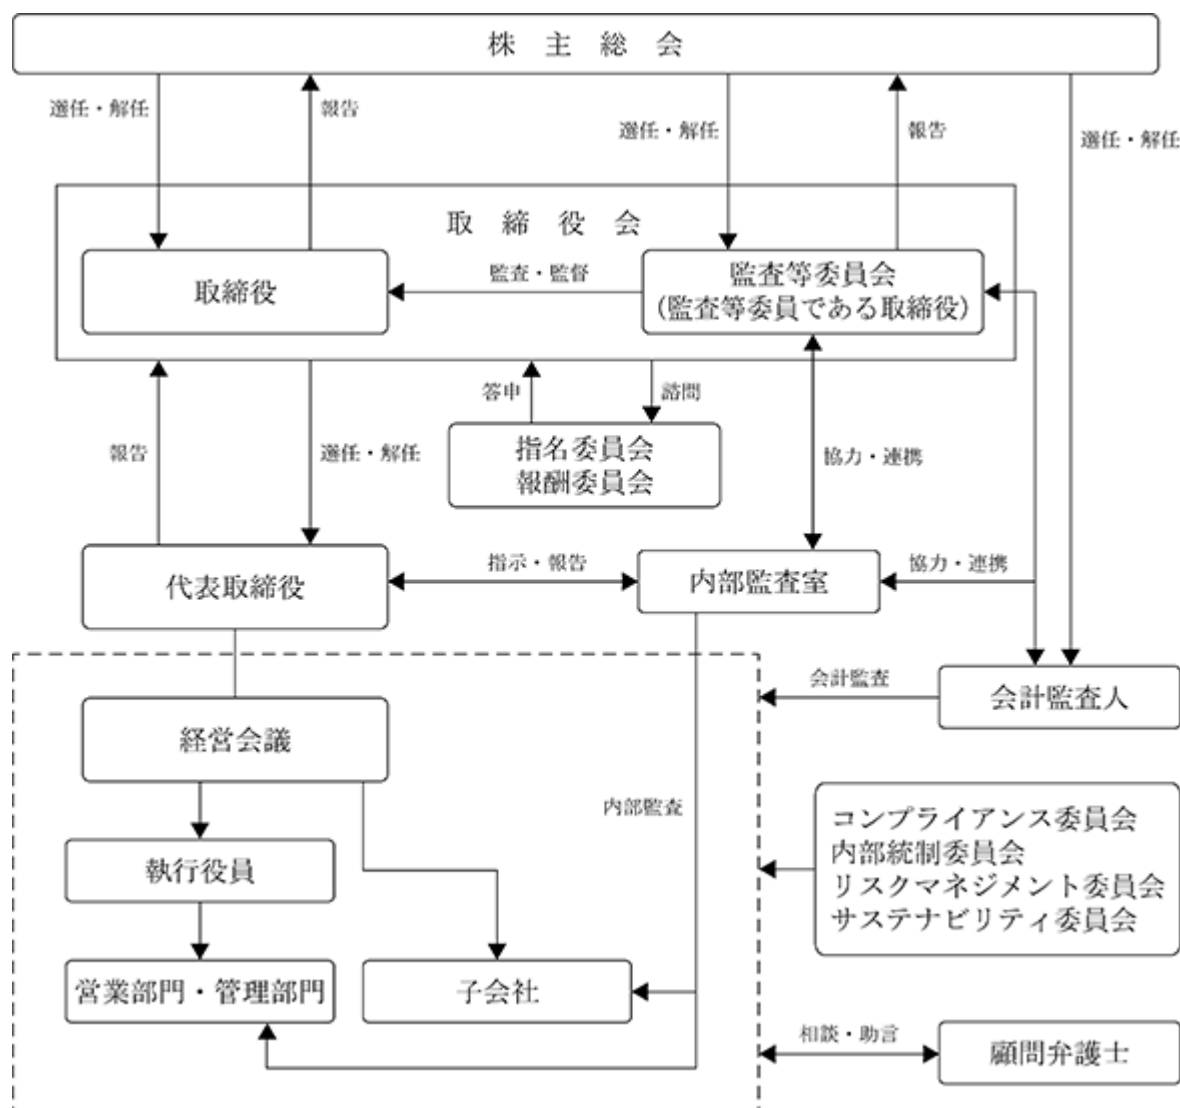 株主総会
選任・解任
報告
選任・解任
報告
選任・解任
取締役会
取締役
監査・監督
監査等委員会
(監査等委員である取締役)
答申
諮問
報告
選任・解任
指名委員会
報酬委員会
協力・連携
代表取締役
指示・報告
内部監査室
協力・連携
会計監査
会計監査人
経営会議
内部監査
コンプライアンス委員会
内部統制委員会
リスクマネジメント委員会
サステナビリティ委員会
執行役員
営業部門・管理部門
子会社
相談・助言
顧問弁護士